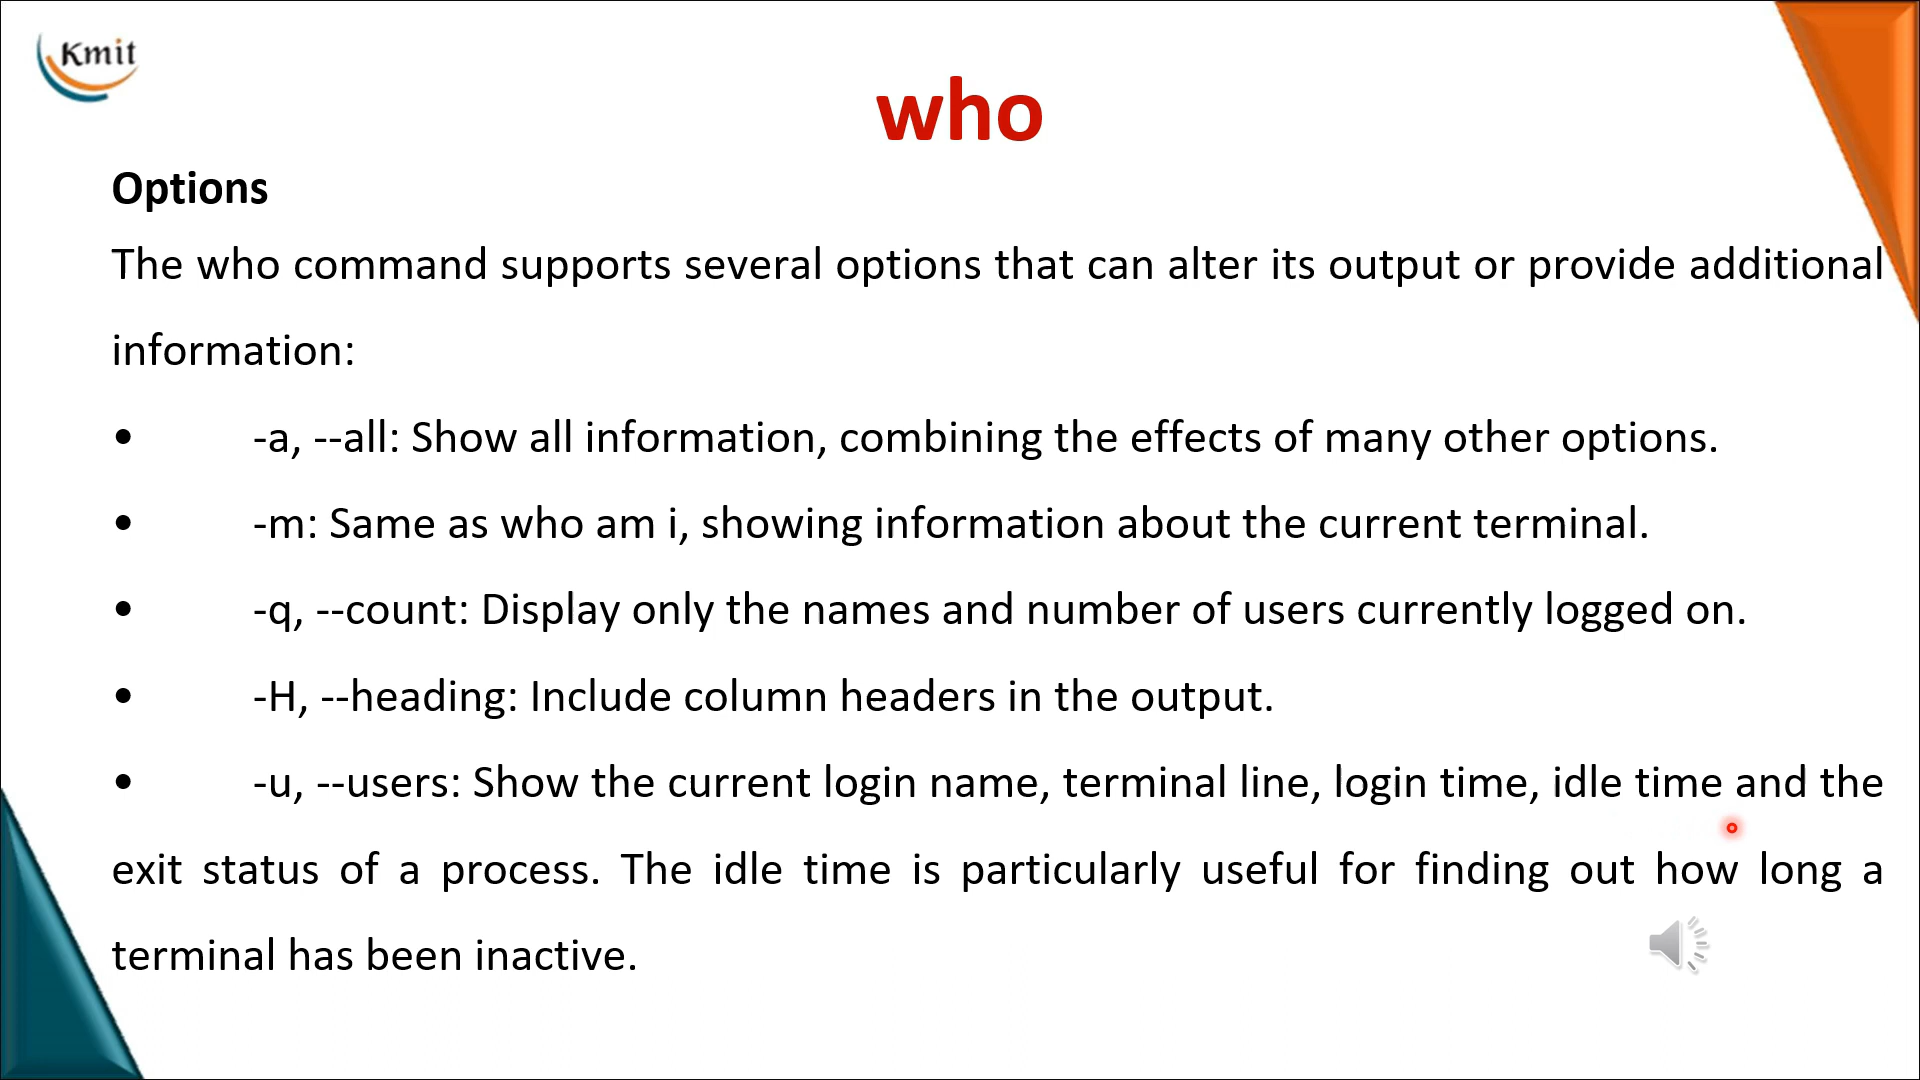 Kmit
who
Options
The who command supports several options that can alter its output or provide additional
information:
• -a, --all: Show all information, combining the effects of many other options.
• -m: Same as who am i, showing information about the current terminal.
• -q, --count: Display only the names and number of users currently logged on.
• -H, --heading: Include column headers in the output.
• -u, --users: Show the current login name, terminal line, login time, idle time and the
exit status of a process. The idle time is particularly useful for finding out how long a
terminal has been inactive.